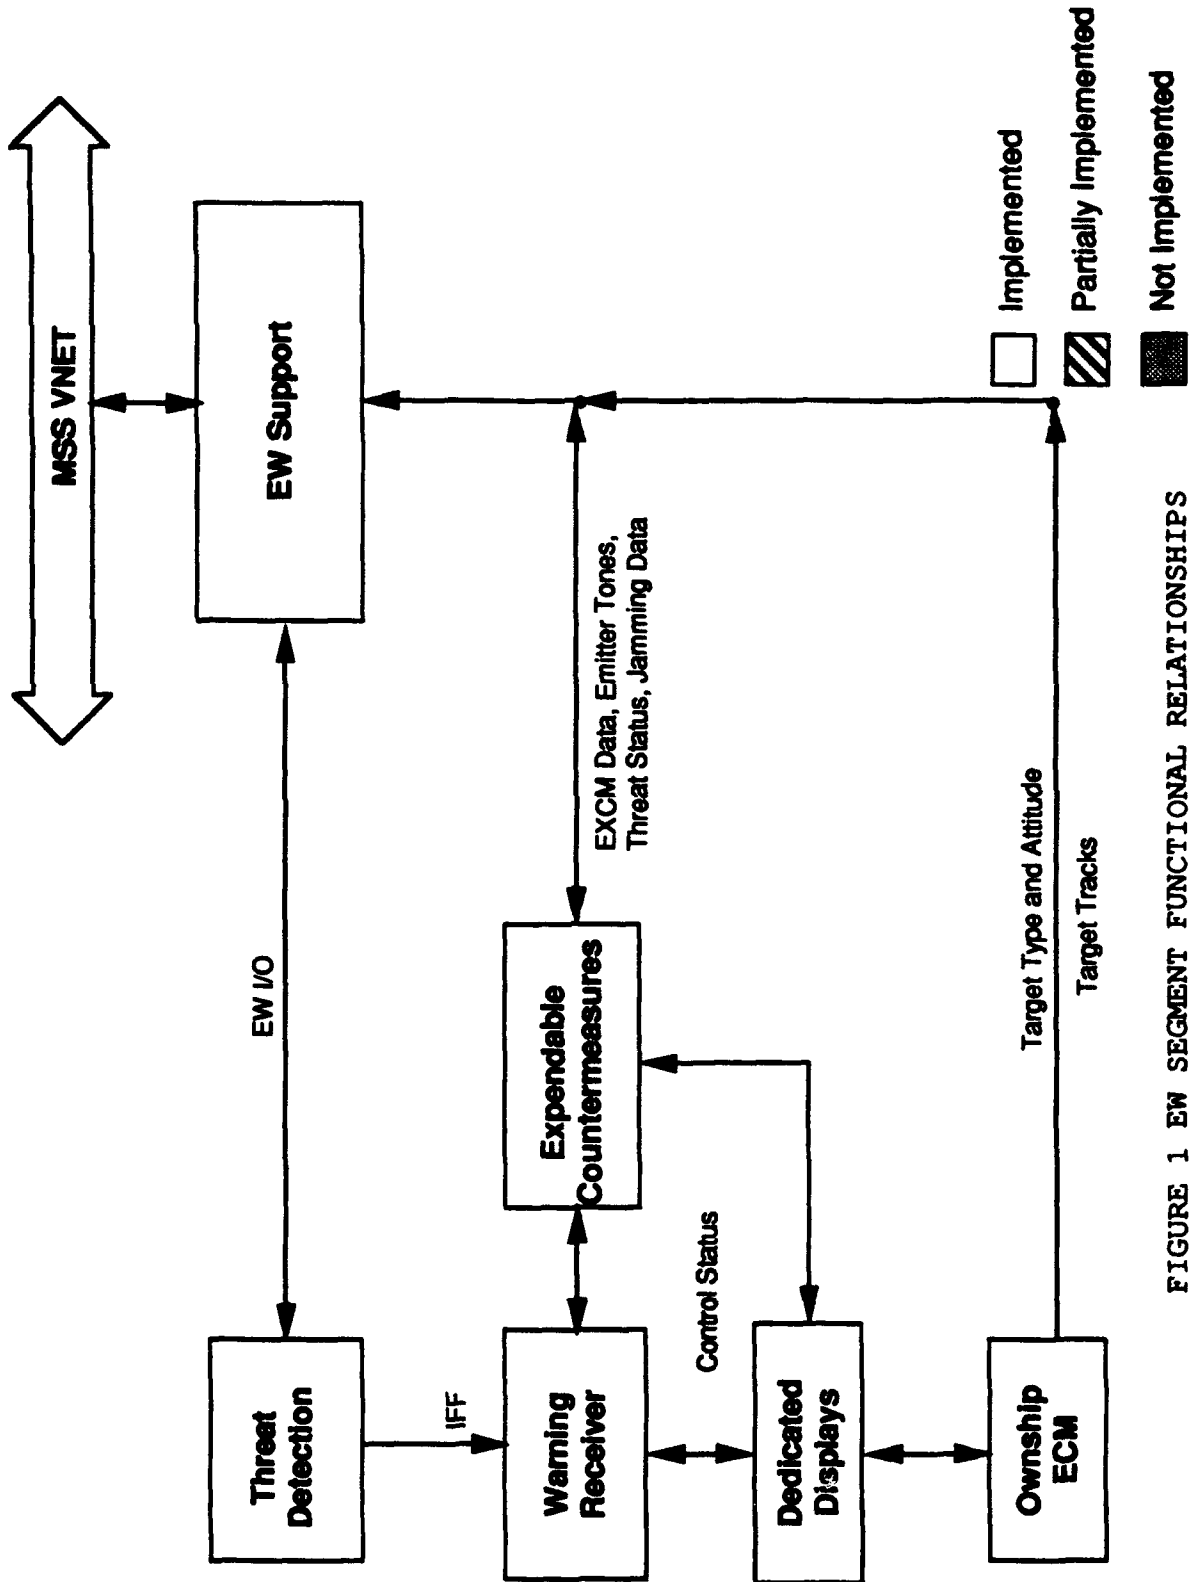 MSS VNET
EW Support
EW I/O
Threat
Detection
IFF
Warning
Receiver
Expendable
Countermeasures
EXCM Data, Emitter Tones,
Threat Status, Jamming Data
Control Status
Dedicated
Displays
Ownship
ECM
Target Type and Attitude
Target Tracks
Implemented
Partially Implemented
Not Implemented
FIGURE 1 EW SEGMENT FUNCTIONAL RELATIONSHIPS